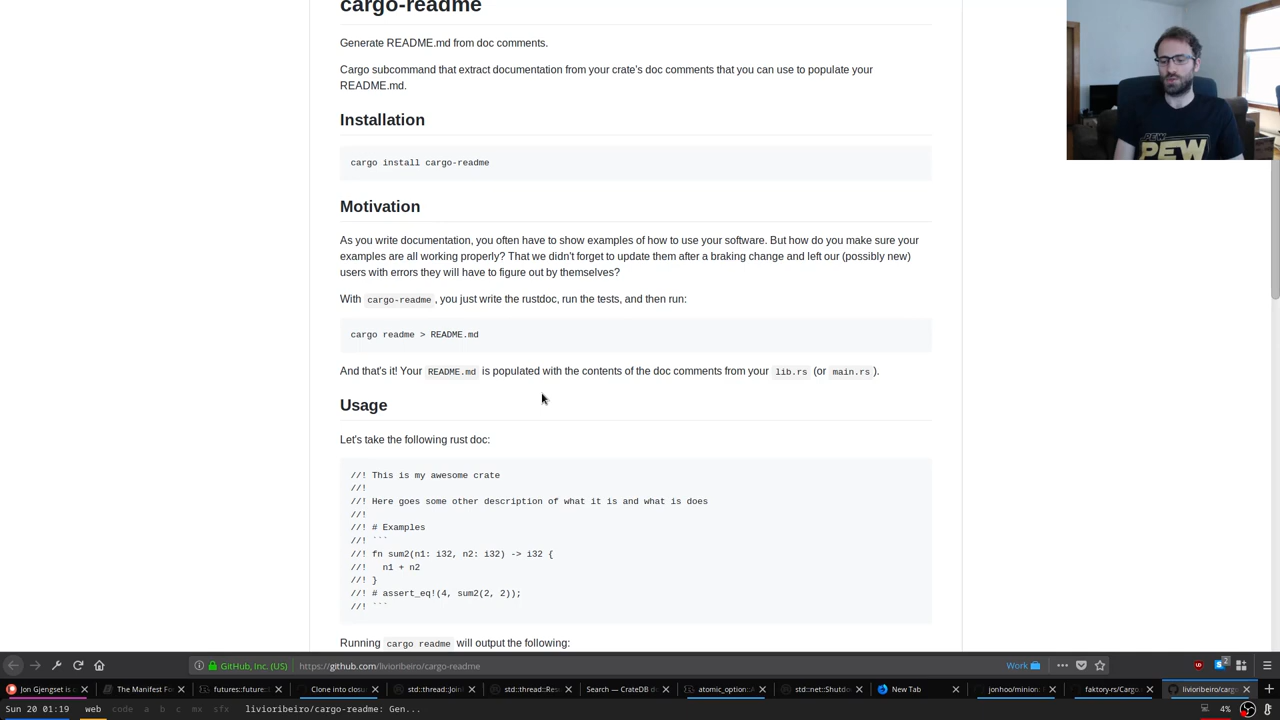 cargo-readme
Generate README.md from doc comments.
Cargo subcommand that extract documentation from your crate's doc comments that you can use to populate your
README.md.
Installation
cargo install cargo-readme
Motivation
As you write documentation, you often have to show examples of how to use your software. But how do you make sure your
examples are all working properly? That we didn't forget to update them after a braking change and left our (possibly new)
users with errors they will have to figure out by themselves?
With cargo-readme , you just write the rustdoc, run the tests, and then run:
cargo readme > README.md
And that's it! Your README.md is populated with the contents of the doc comments from your lib.rs (or main.rs ).
Usage
Let's take the following rust doc:
//! This is my awesome crate
//!
//! Here goes some other description of what it is and what is does
//!
//! # Examples
//! ```
//! fn sum2(n1: i32, n2: i32) -> i32 {
//!   n1 + n2
//! }
//! # assert_eq!(4, sum2(2, 2));
//! ```
Running cargo readme will output the following:
PEW
PEW
GitHub, Inc. (US) https://github.com/livioribeiro/cargo-readme Work
Jon Gjengset is c The Manifest Fo futures::future: Clone into closur std::thread::Join std::thread::Res Search — CrateDB atomic_option::A std::net::Shutdo New Tab jonhoo/minion: faktory-rs/Cargo. livioribeiro/cargo
Sun 20 01:19 web code a b c mx sfx livioribeiro/cargo-readme: Gen... 4%